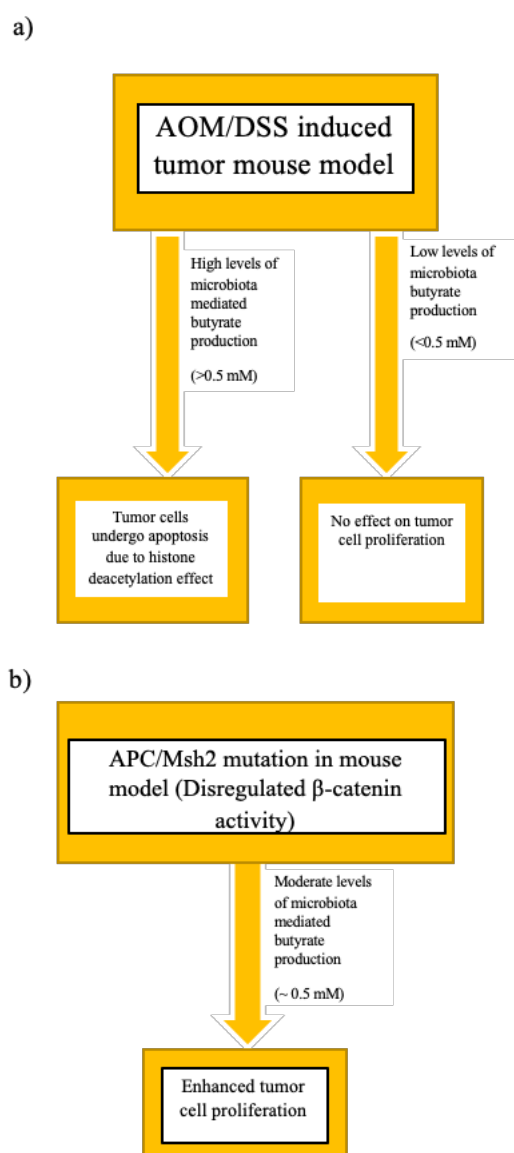 a)
AOM/DSS induced
tumor mouse model
High levels of
microbiota
mediated
butyrate
production
(>0.5 mM)
Low levels of
microbiota
butyrate
production
(<0.5 mM)
Tumor cells
undergo apoptosis
due to histone
deacetylation effect
No effect on tumor
cell proliferation
b)
APC/Msh2 mutation in mouse
model (Disregulated β-catenin
activity)
Moderate levels
of microbiota
mediated
butyrate
production
(~ 0.5 mM)
Enhanced tumor
cell proliferation